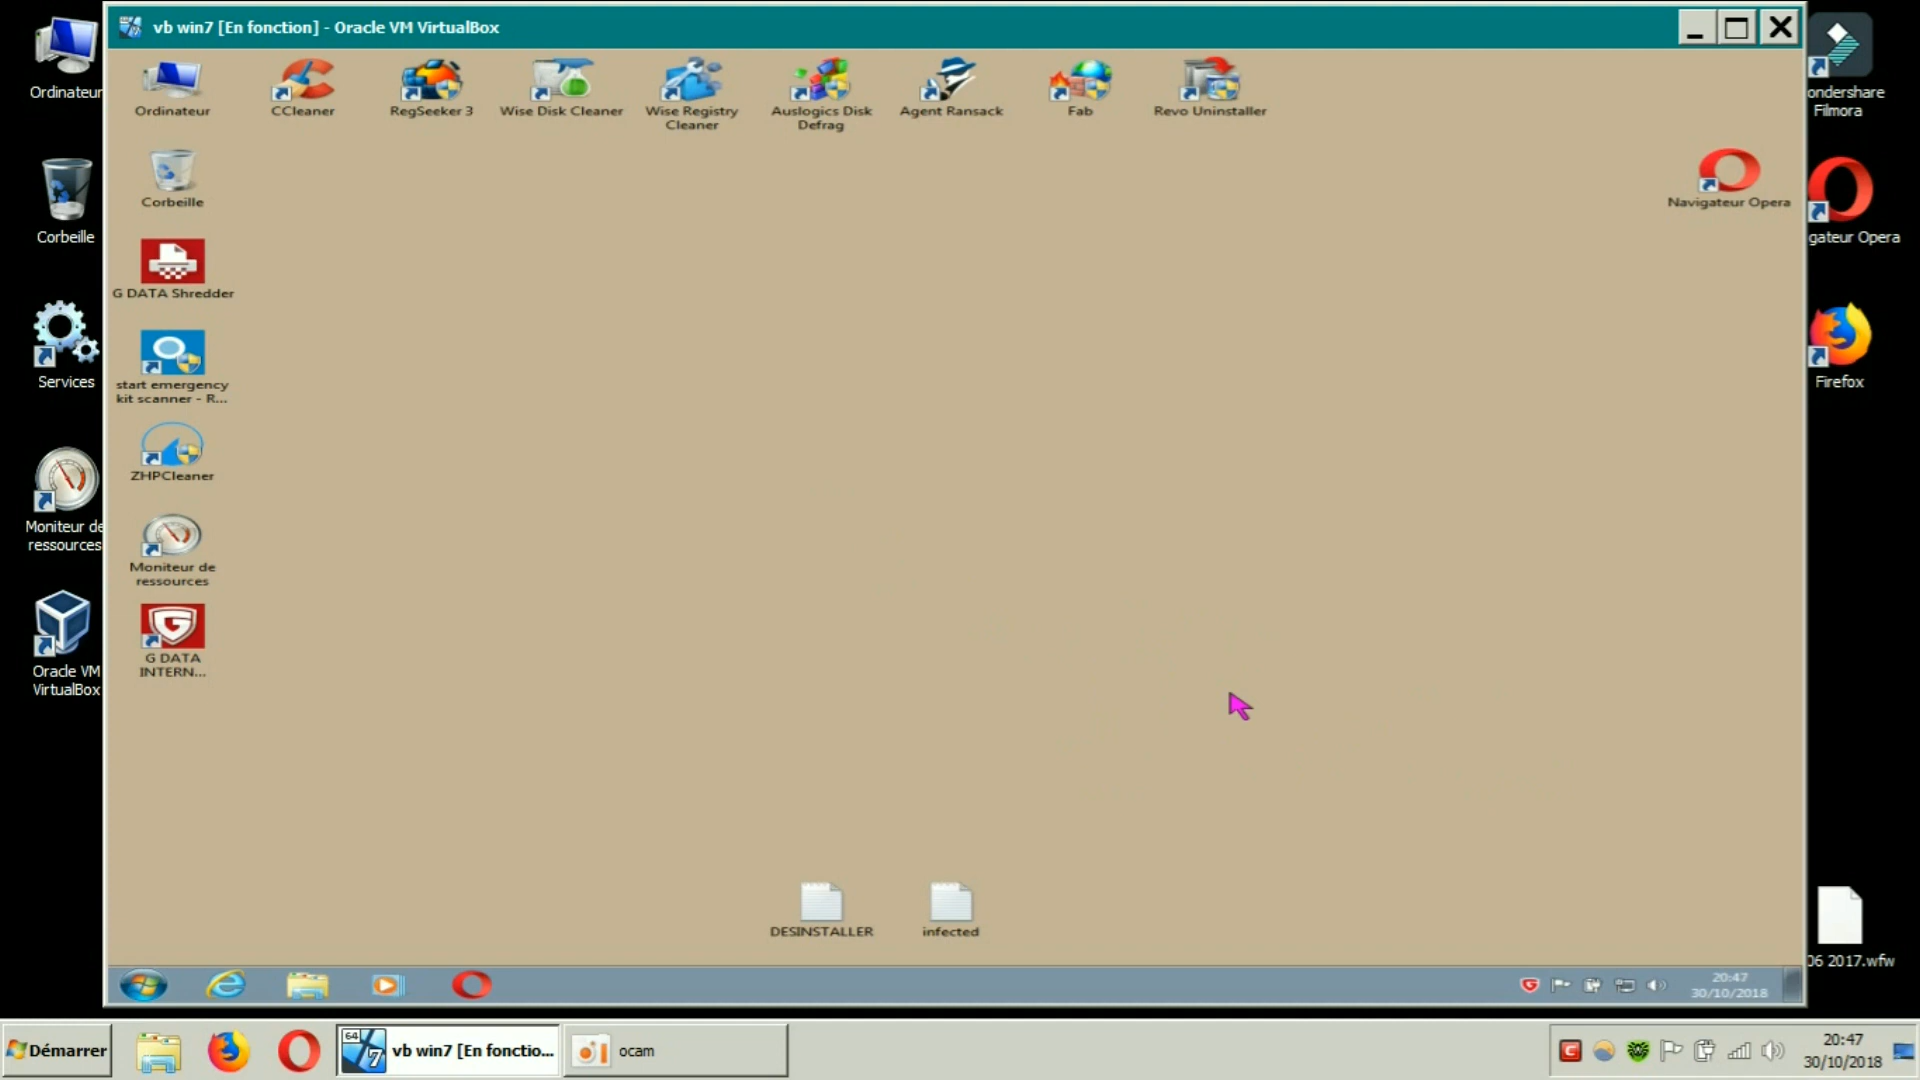 vb win7 [En fonction] - Oracle VM VirtualBox
Ordinateur
Corbeille
Services
Moniteur de
ressources
Oracle VM
VirtualBox
Ordinateur
CCleaner
RegSeeker 3
Wise Disk Cleaner
Wise Registry
Cleaner
Auslogics Disk
Defrag
Agent Ransack
Fab
Revo Uninstaller
Corbeille
G DATA Shredder
start emergency
kit scanner - R...
ZHPCleaner
Moniteur de
ressources
G DATA
INTERN...
Navigateur Opera
DESINSTALLER
infected
20:47
30/10/2018
ondershare
Filmora
gateur Opera
Firefox
06 2017.wfw
Démarrer
64
7
vb win7 [En fonctio...
ocam
20:47
30/10/2018